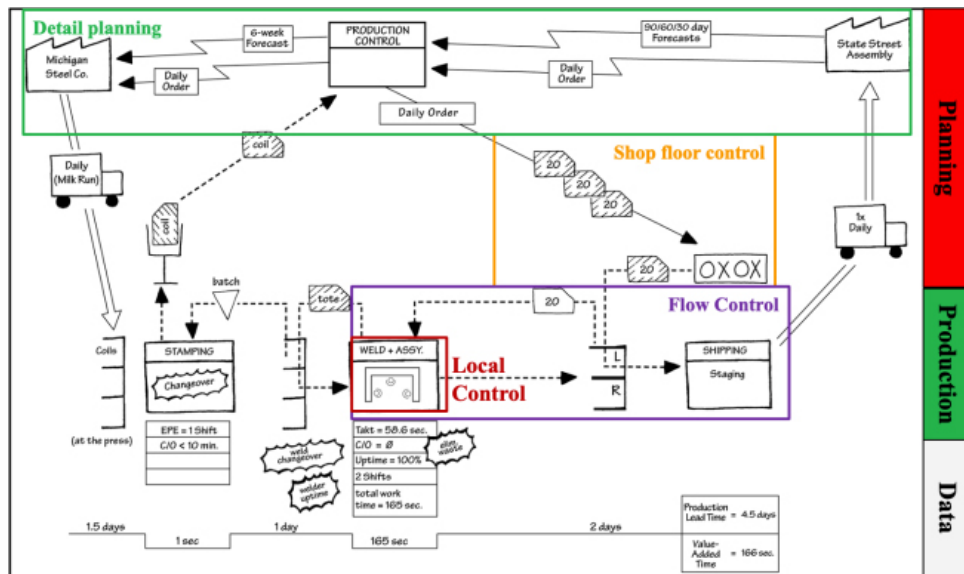 Detail planning
6-week
Forecast
PRODUCTION
CONTROL
90/60/30 day
Forecasts
Michigan
Steel Co.
State Street
Assembly
Daily
Order
Daily
Order
Daily Order
coil
20
20
20
Shop floor control
Planning
Daily
(Milk Run)
coil
1x
Daily
20
OXOX
batch
tote
20
Flow Control
Production
Coils
STAMPING
WELD + ASSY.
Local
Control
L
R
SHIPPING
Changeover
Staging
(at the press)
EPE = 1 Shift
C/O < 10 min.
Takt = 58.6 sec.
C/O = Ø
Uptime = 100%
2 Shifts
total work
time = 165 sec.
weld
changeover
welder
uptime
elim.
waste
Data
Production
Lead Time = 4.5 days
Value-
Added = 166 sec.
Time
1.5 days
1 sec
1 day
165 sec
2 days